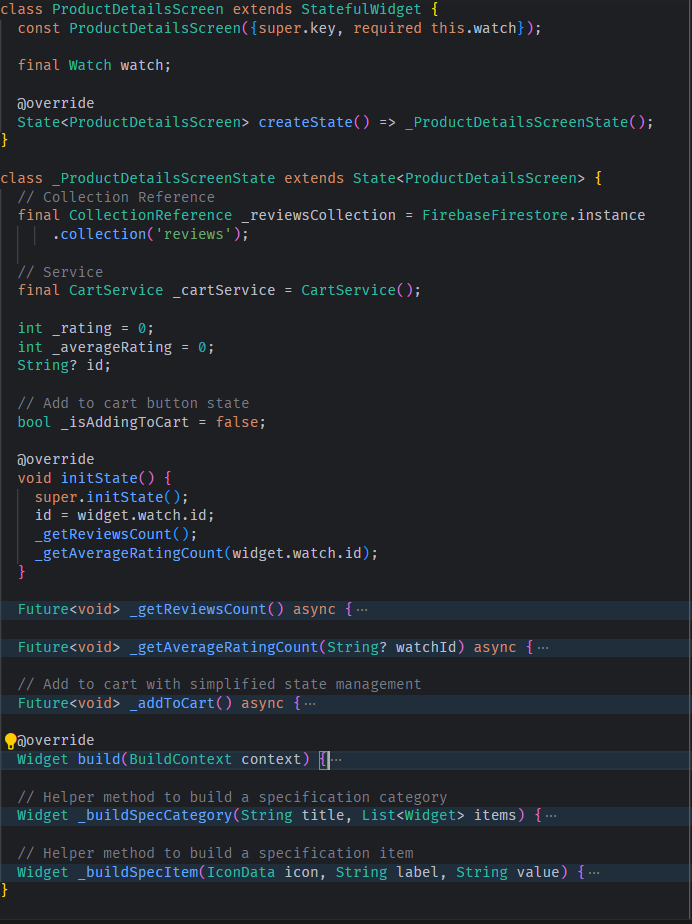 class ProductDetailsScreen extends StatefulWidget {
  const ProductDetailsScreen({super.key, required this.watch});

  final Watch watch;

  @override
  State<ProductDetailsScreen> createState() => _ProductDetailsScreenState();
}

class _ProductDetailsScreenState extends State<ProductDetailsScreen> {
  // Collection Reference
  final CollectionReference _reviewsCollection = FirebaseFirestore.instance
      .collection('reviews');

  // Service
  final CartService _cartService = CartService();

  int _rating = 0;
  int _averageRating = 0;
  String? id;

  // Add to cart button state
  bool _isAddingToCart = false;

  @override
  void initState() {
    super.initState();
    id = widget.watch.id;
    _getReviewsCount();
    _getAverageRatingCount(widget.watch.id);
  }

  Future<void> _getReviewsCount() async {⋯

  Future<void> _getAverageRatingCount(String? watchId) async {⋯

  // Add to cart with simplified state management
  Future<void> _addToCart() async {⋯

  @override
  Widget build(BuildContext context) {⋯

  // Helper method to build a specification category
  Widget _buildSpecCategory(String title, List<Widget> items) {⋯

  // Helper method to build a specification item
  Widget _buildSpecItem(IconData icon, String label, String value) {⋯
}